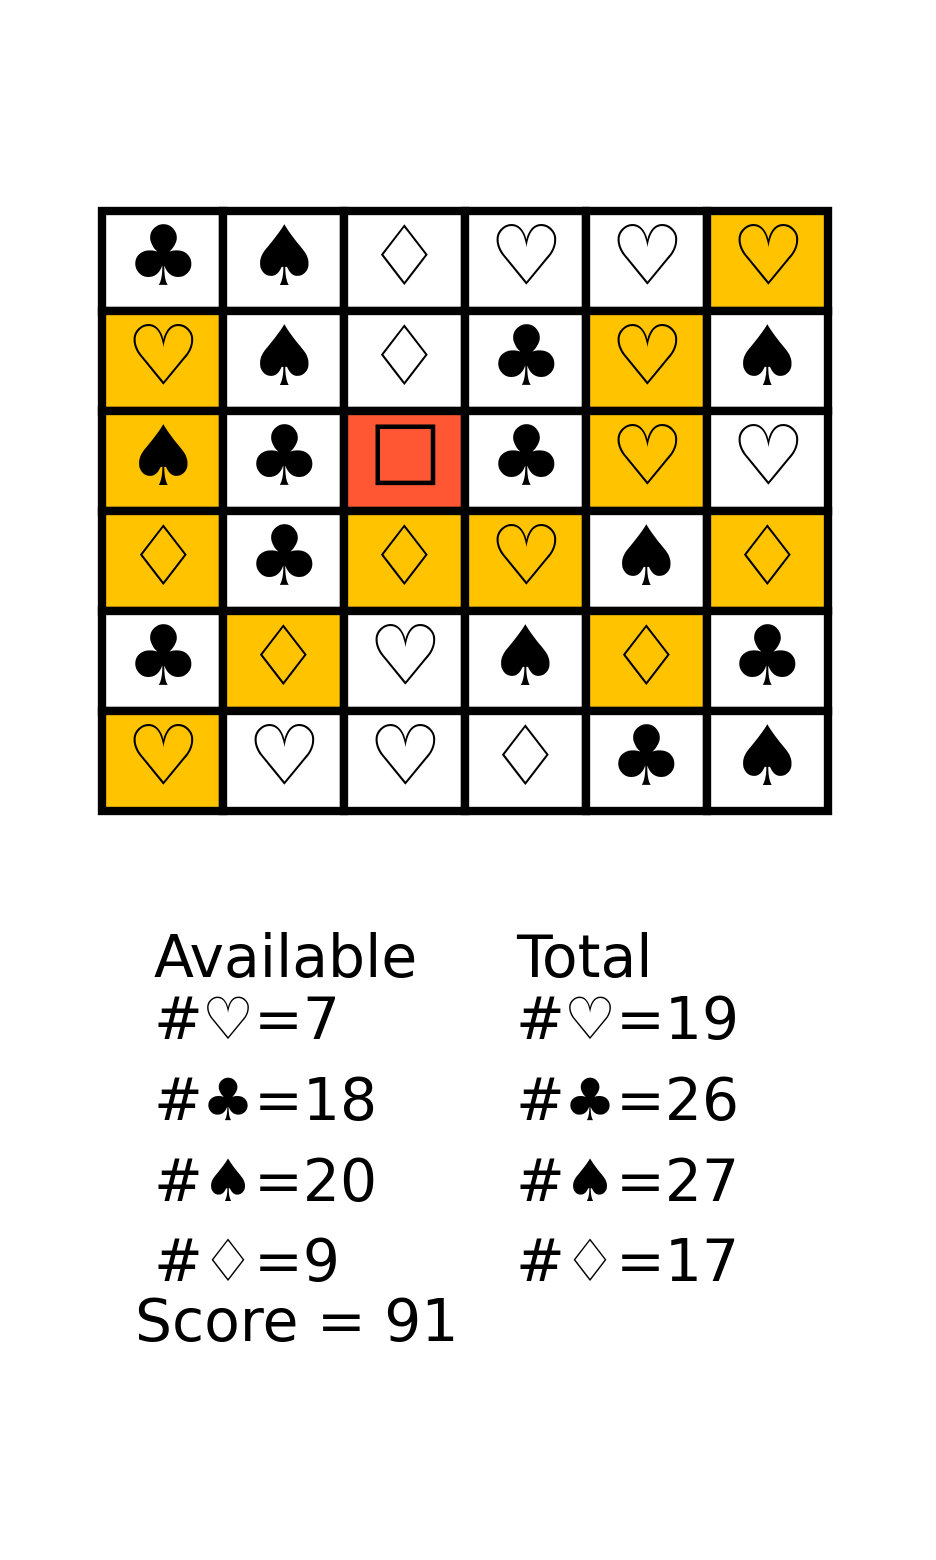 ♣ ♠ ♢ ♡ ♡ ♡
♡ ♠ ♢ ♣ ♡ ♠
♠ ♣ □ ♣ ♡ ♡
♢ ♣ ♢ ♡ ♠ ♢
♣ ♢ ♡ ♠ ♢ ♣
♡ ♡ ♡ ♢ ♣ ♠
Available
#♡=7
#♣=18
#♠=20
#♢=9
Total
#♡=19
#♣=26
#♠=27
#♢=17
Score = 91